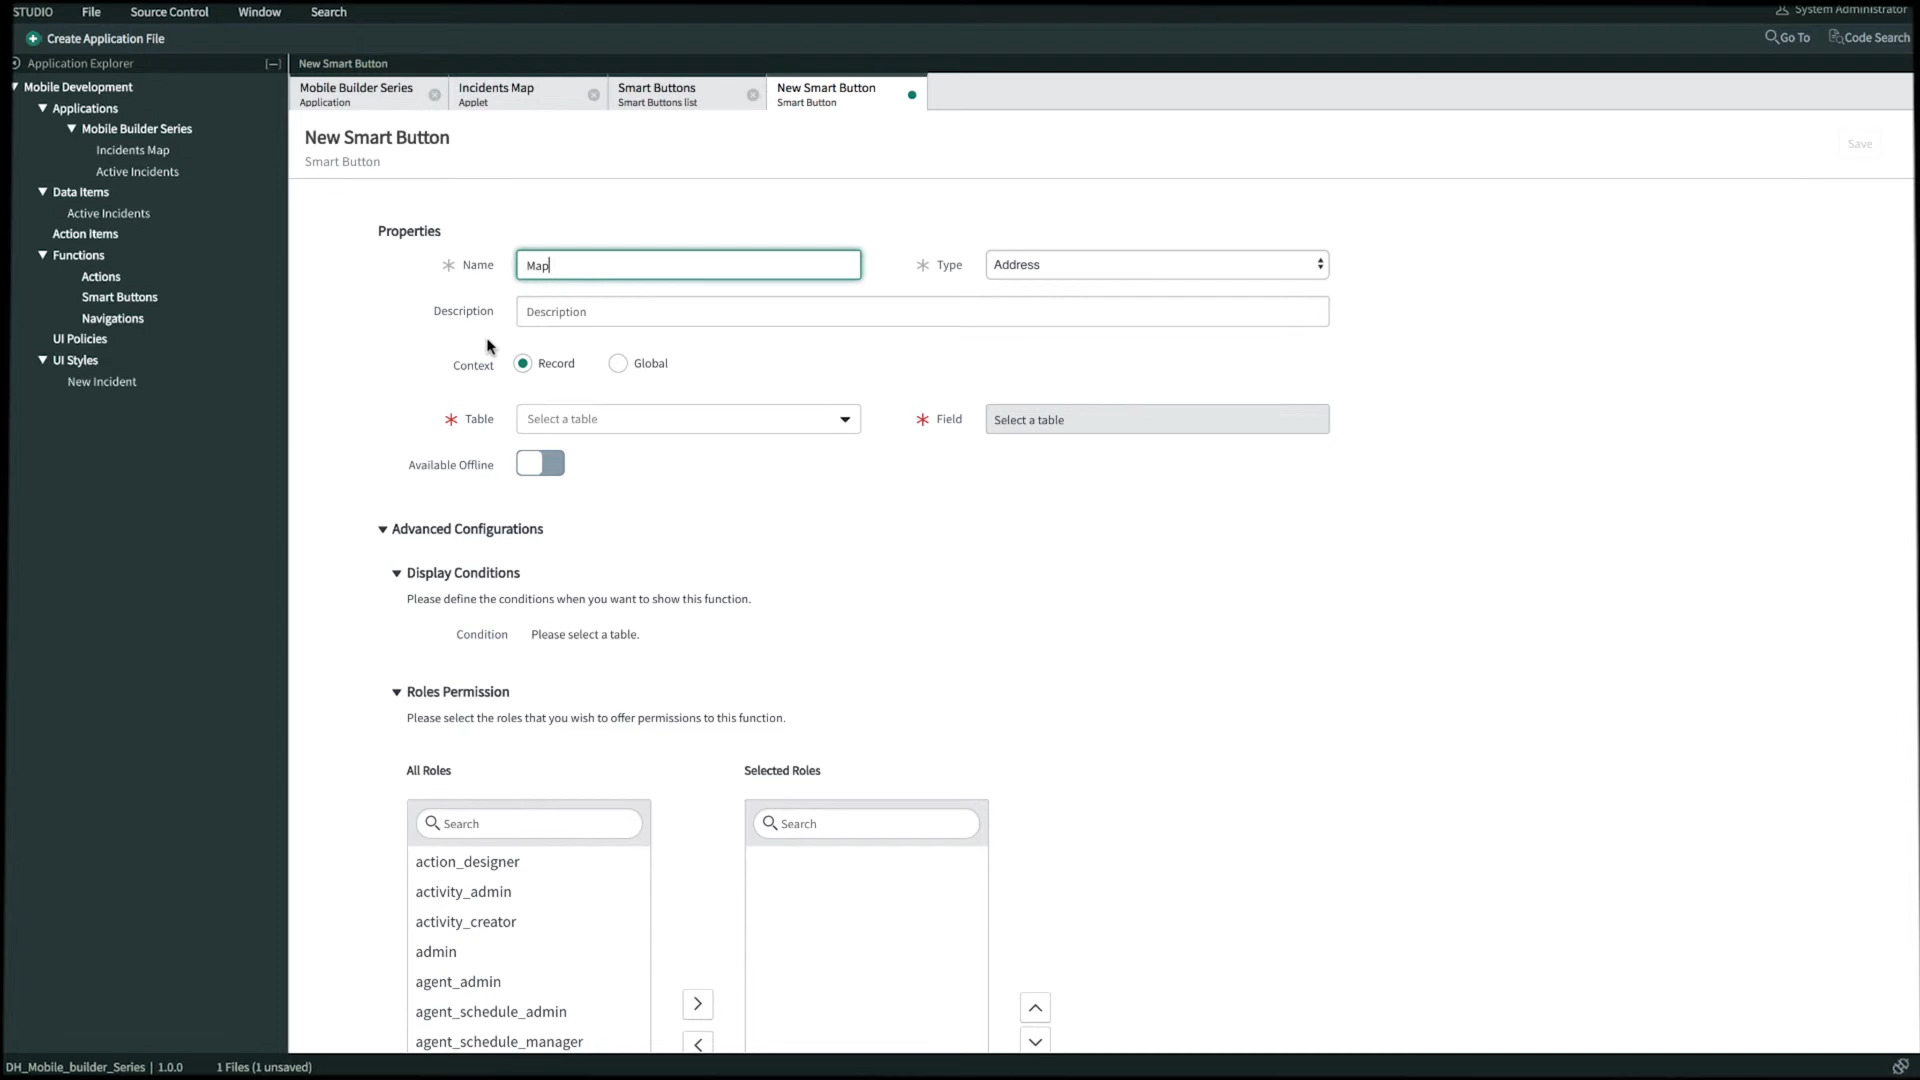 STUDIO File Source Control Window Search System Administrator
Create Application File Go To Code Search
Application Explorer [—] New Smart Button
Mobile Development
Applications
Mobile Builder Series
Incidents Map
Active Incidents
Data Items
Active Incidents
Action Items
Functions
Actions
Smart Buttons
Navigations
UI Policies
UI Styles
New Incident
Mobile Builder Series
Application
Incidents Map
Applet
Smart Buttons
Smart Buttons list
New Smart Button
Smart Button
New Smart Button
Smart Button
Save
Properties
Name Map Type Address
Description Description
Context Record Global
Table Select a table Field Select a table
Available Offline
Advanced Configurations
Display Conditions
Please define the conditions when you want to show this function.
Condition Please select a table.
Roles Permission
Please select the roles that you wish to offer permissions to this function.
All Roles Selected Roles
Search Search
action_designer
activity_admin
activity_creator
admin
agent_admin
agent_schedule_admin
agent_schedule_manager
DH_Mobile_builder_Series | 1.0.0 1 Files (1 unsaved)